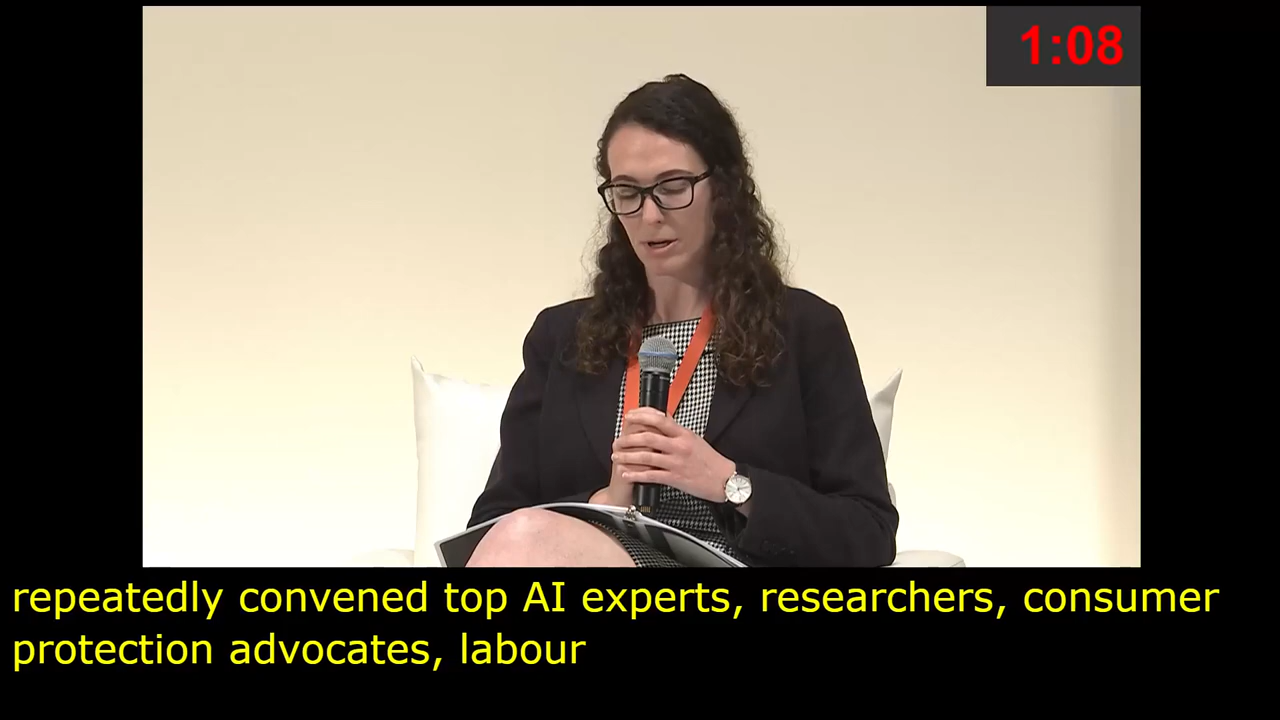 1:08
repeatedly convened top AI experts, researchers, consumer
protection advocates, labour